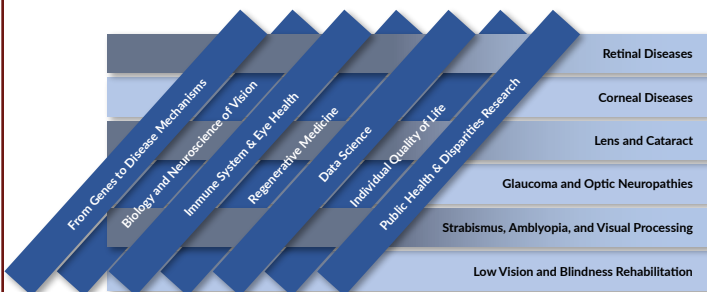 From Genes to Disease Mechanisms
Biology and Neuroscience of Vision
Immune System & Eye Health
Regenerative Medicine
Data Science
Individual Quality of Life
Public Health & Disparities Research
Retinal Diseases
Corneal Diseases
Lens and Cataract
Glaucoma and Optic Neuropathies
Strabismus, Amblyopia, and Visual Processing
Low Vision and Blindness Rehabilitation